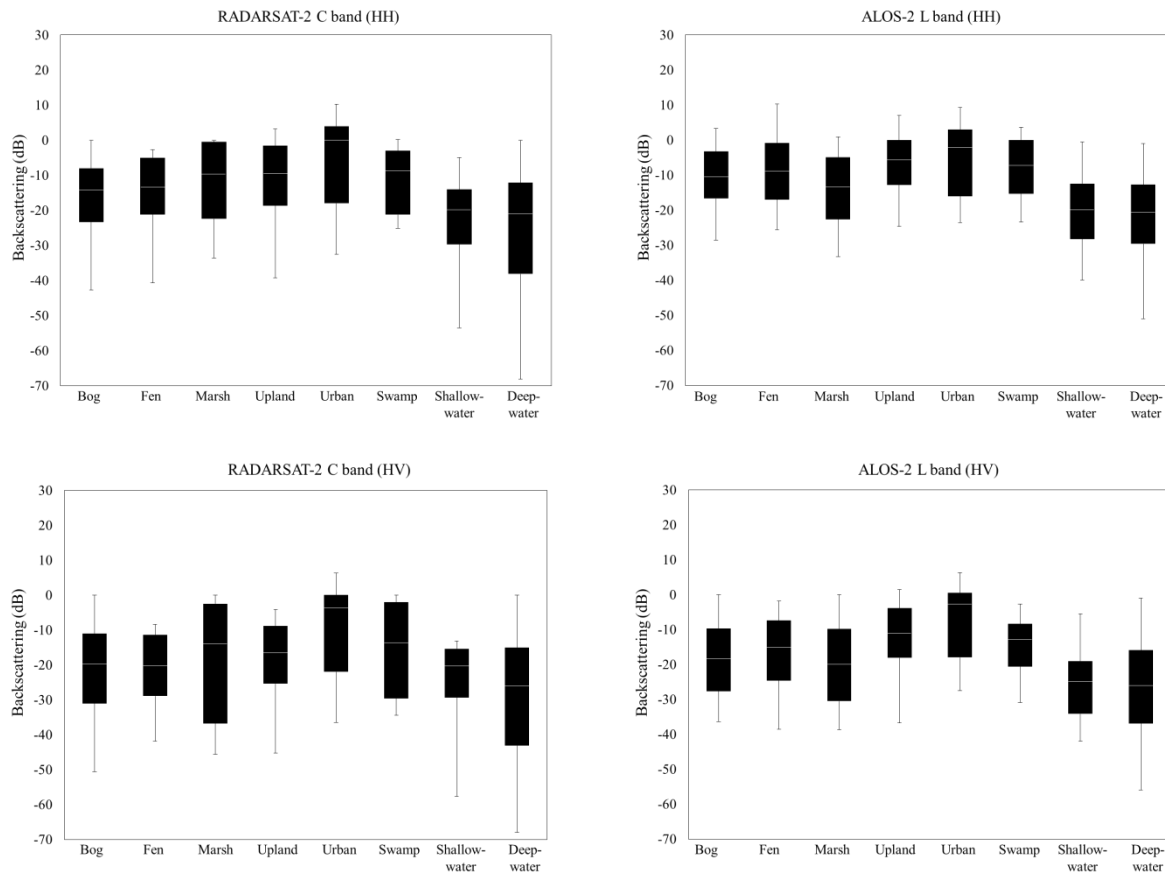 RADARSAT-2 C band (HH)
30
20
10
0
-10
-20
-30
-40
-50
-60
-70
Backscattering (dB)
Bog Fen Marsh Upland Urban Swamp Shallow- Deep-
water water
ALOS-2 L band (HH)
30
20
10
0
-10
-20
-30
-40
-50
-60
-70
Backscattering (dB)
Bog Fen Marsh Upland Urban Swamp Shallow- Deep-
water water
RADARSAT-2 C band (HV)
30
20
10
0
-10
-20
-30
-40
-50
-60
-70
Backscattering (dB)
Bog Fen Marsh Upland Urban Swamp Shallow- Deep-
water water
ALOS-2 L band (HV)
30
20
10
0
-10
-20
-30
-40
-50
-60
-70
Backscattering (dB)
Bog Fen Marsh Upland Urban Swamp Shallow- Deep-
water water